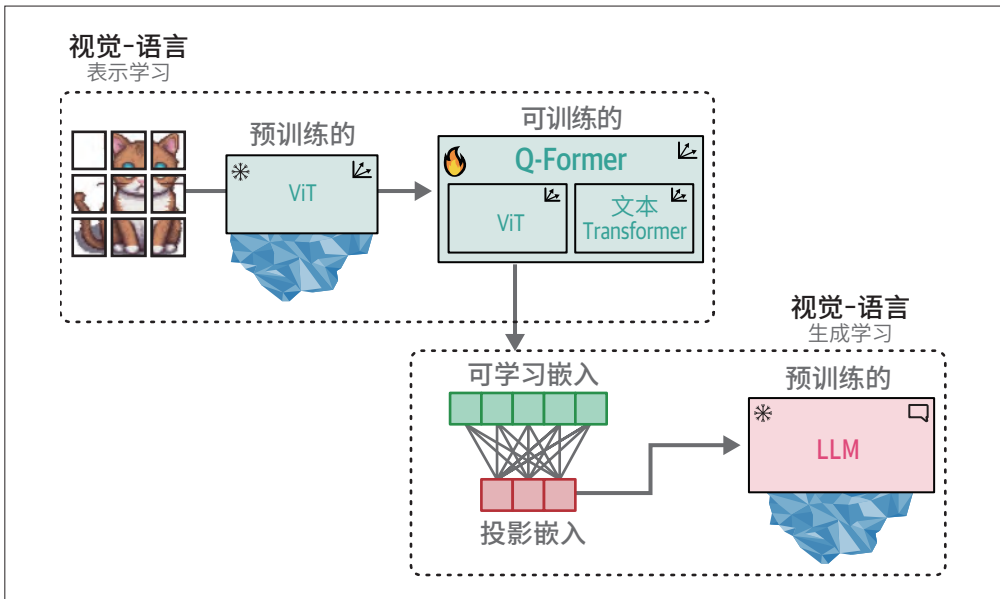 视觉-语言
表示学习
预训练的
ViT
可训练的
Q-Former
ViT
文本
Transformer
视觉-语言
生成学习
可学习嵌入
投影嵌入
预训练的
LLM